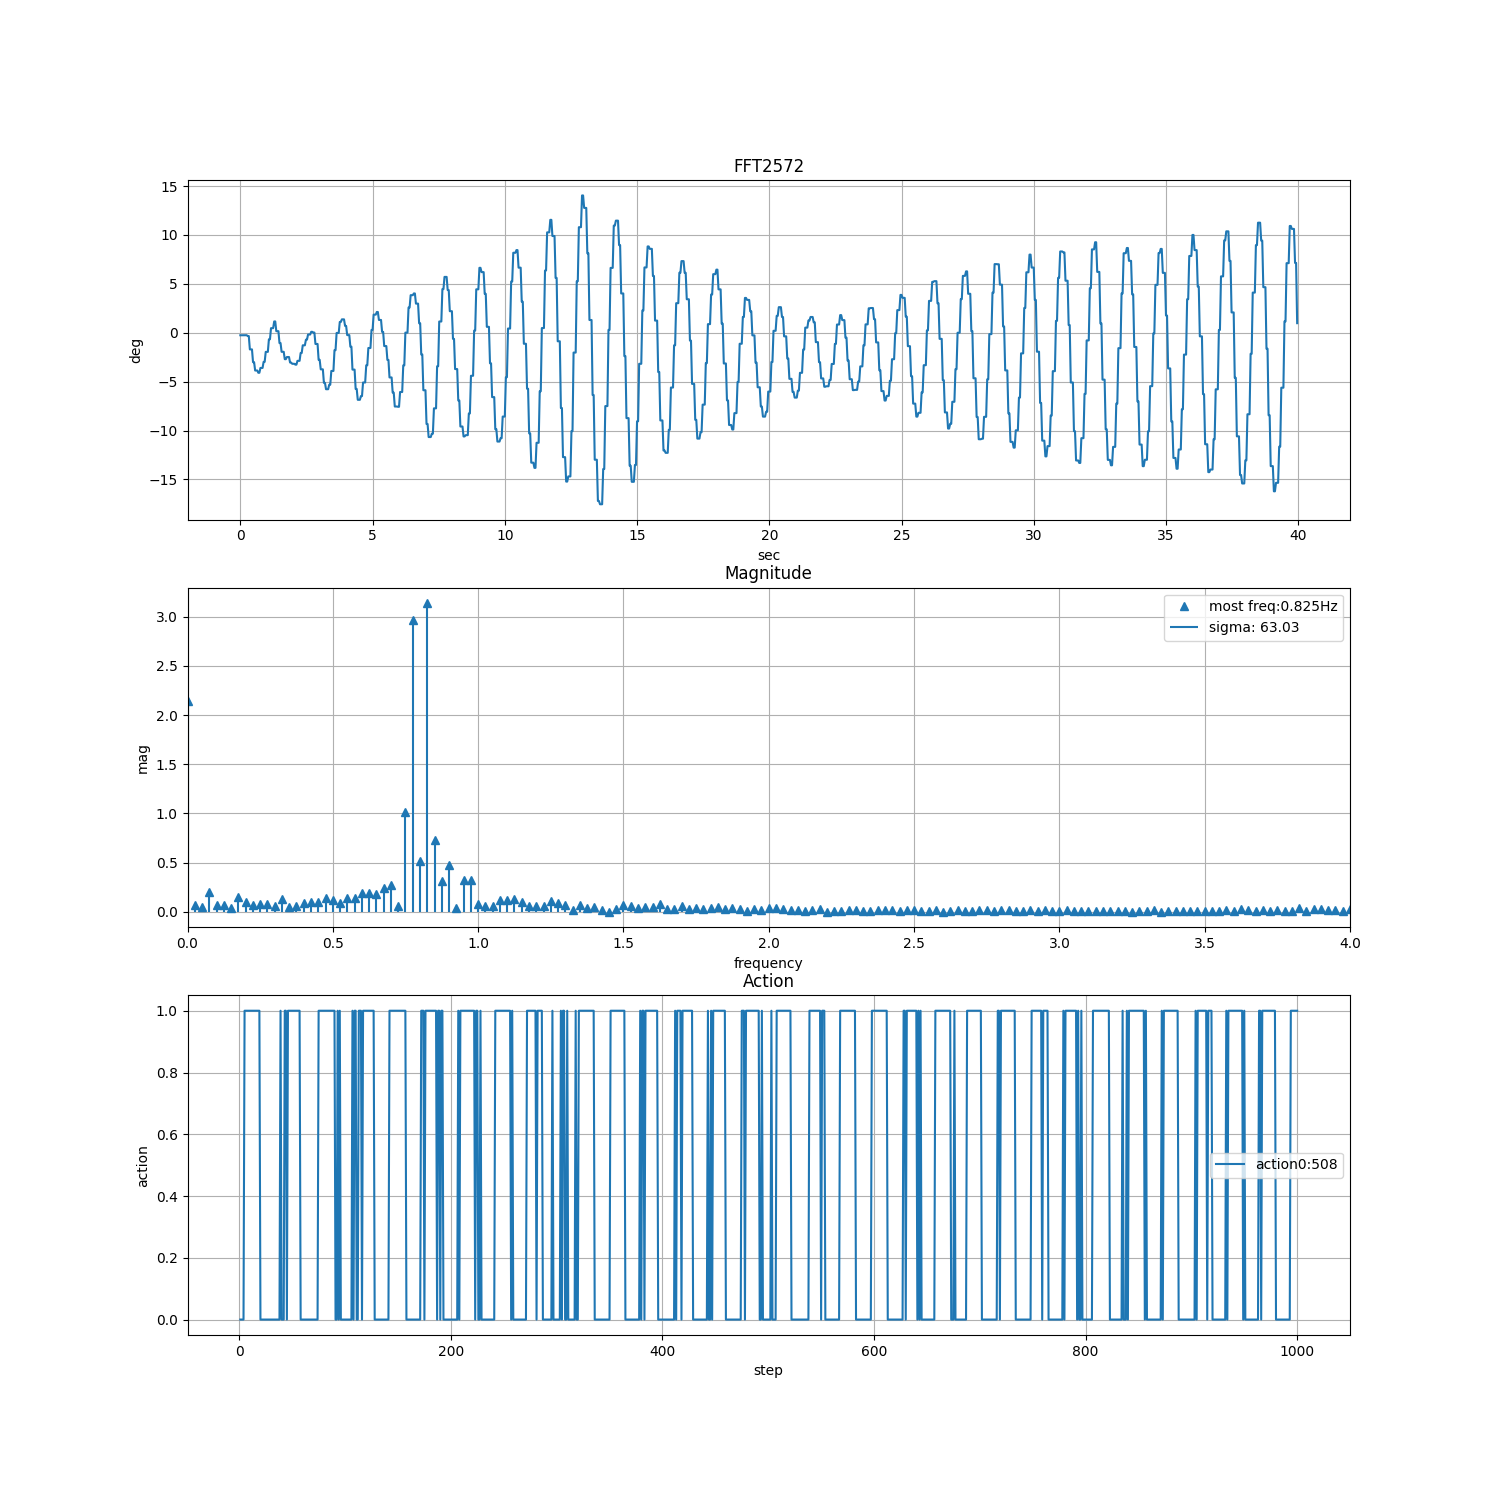 FFT2572
15
10
5
0
−5
−10
−15
deg
0 5 10 15 20 25 30 35 40
sec
Magnitude
3.0
2.5
2.0
1.5
1.0
0.5
0.0
mag
most freq:0.825Hz
sigma: 63.03
0.0 0.5 1.0 1.5 2.0 2.5 3.0 3.5 4.0
frequency
Action
1.0
0.8
0.6
0.4
0.2
0.0
action
action0:508
0 200 400 600 800 1000
step